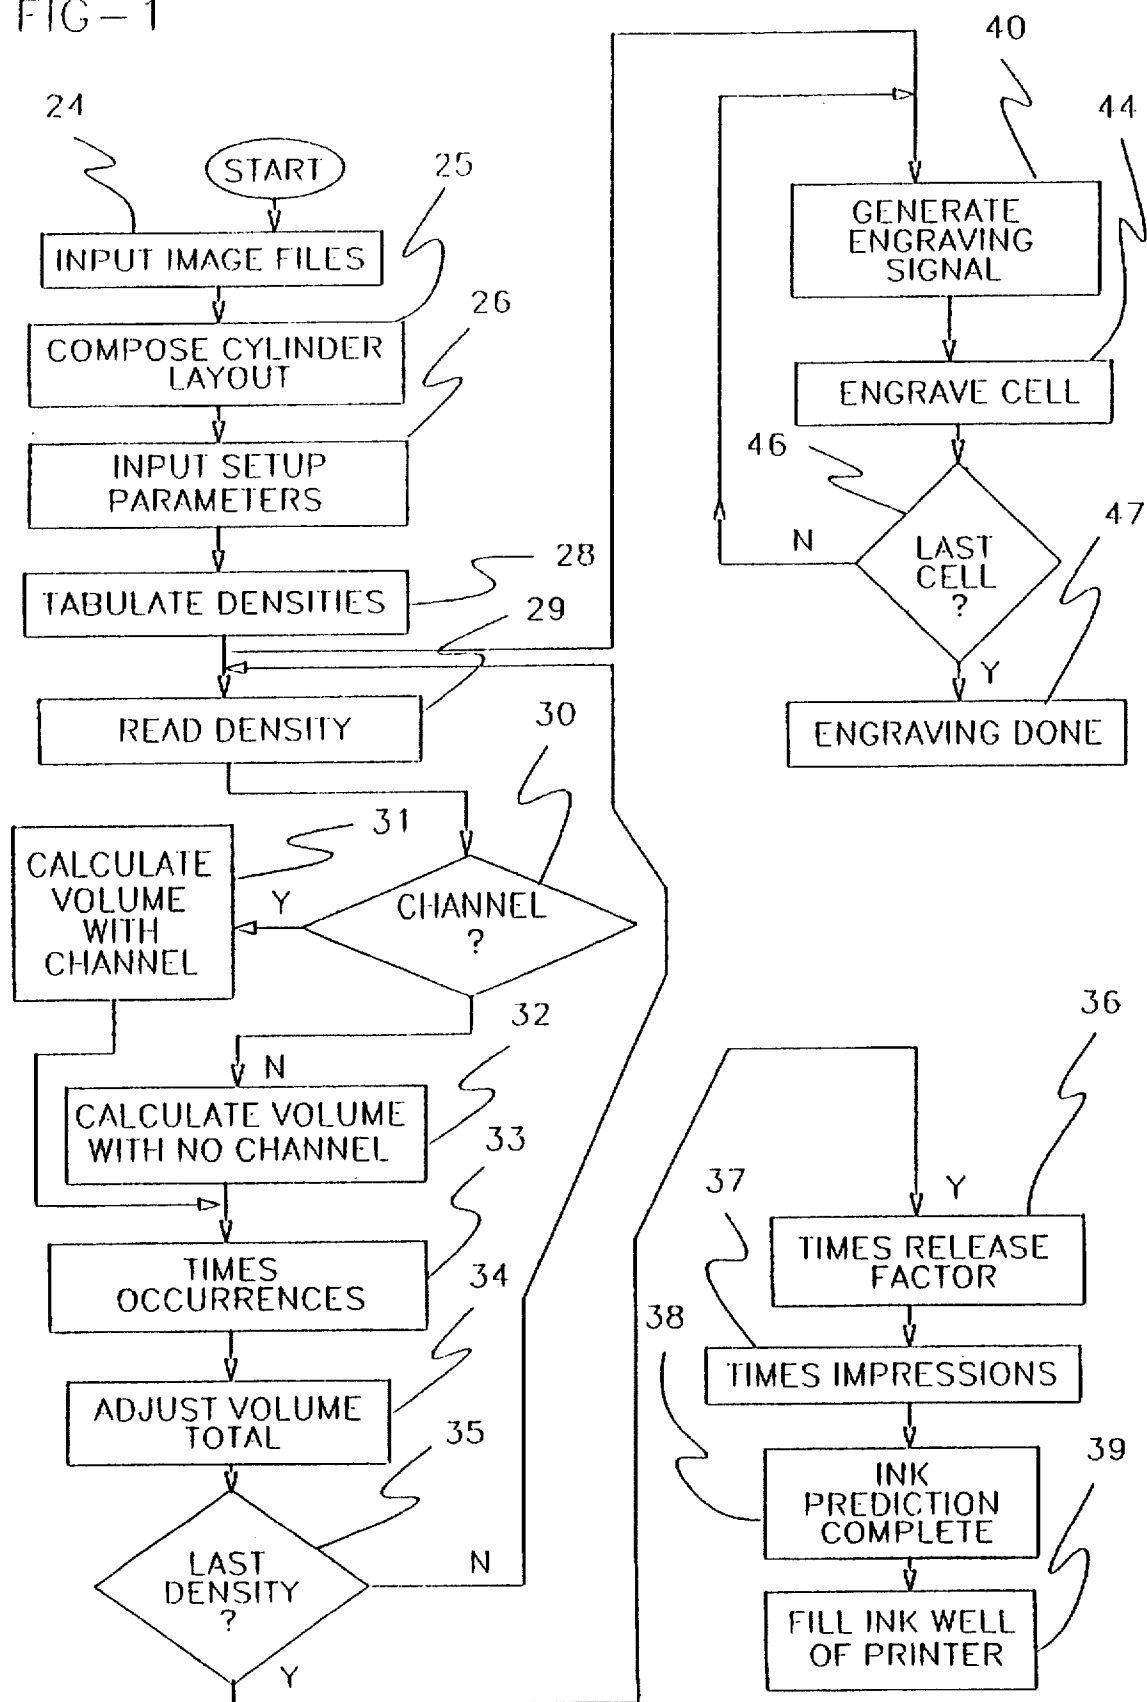 FIG-1
24
START
25
INPUT IMAGE FILES
26
COMPOSE CYLINDER
LAYOUT
INPUT SETUP
PARAMETERS
28
TABULATE DENSITIES
29
READ DENSITY
30
31
CALCULATE
VOLUME
WITH
CHANNEL
Y
CHANNEL
?
32
N
CALCULATE VOLUME
WITH NO CHANNEL
33
TIMES
OCCURRENCES
34
ADJUST VOLUME
TOTAL
35
LAST
DENSITY
?
N
Y
40
44
GENERATE
ENGRAVING
SIGNAL
ENGRAVE CELL
46
47
N
LAST
CELL
?
Y
ENGRAVING DONE
36
Y
37
TIMES RELEASE
FACTOR
38
TIMES IMPRESSIONS
INK
PREDICTION
COMPLETE
39
FILL INK WELL
OF PRINTER